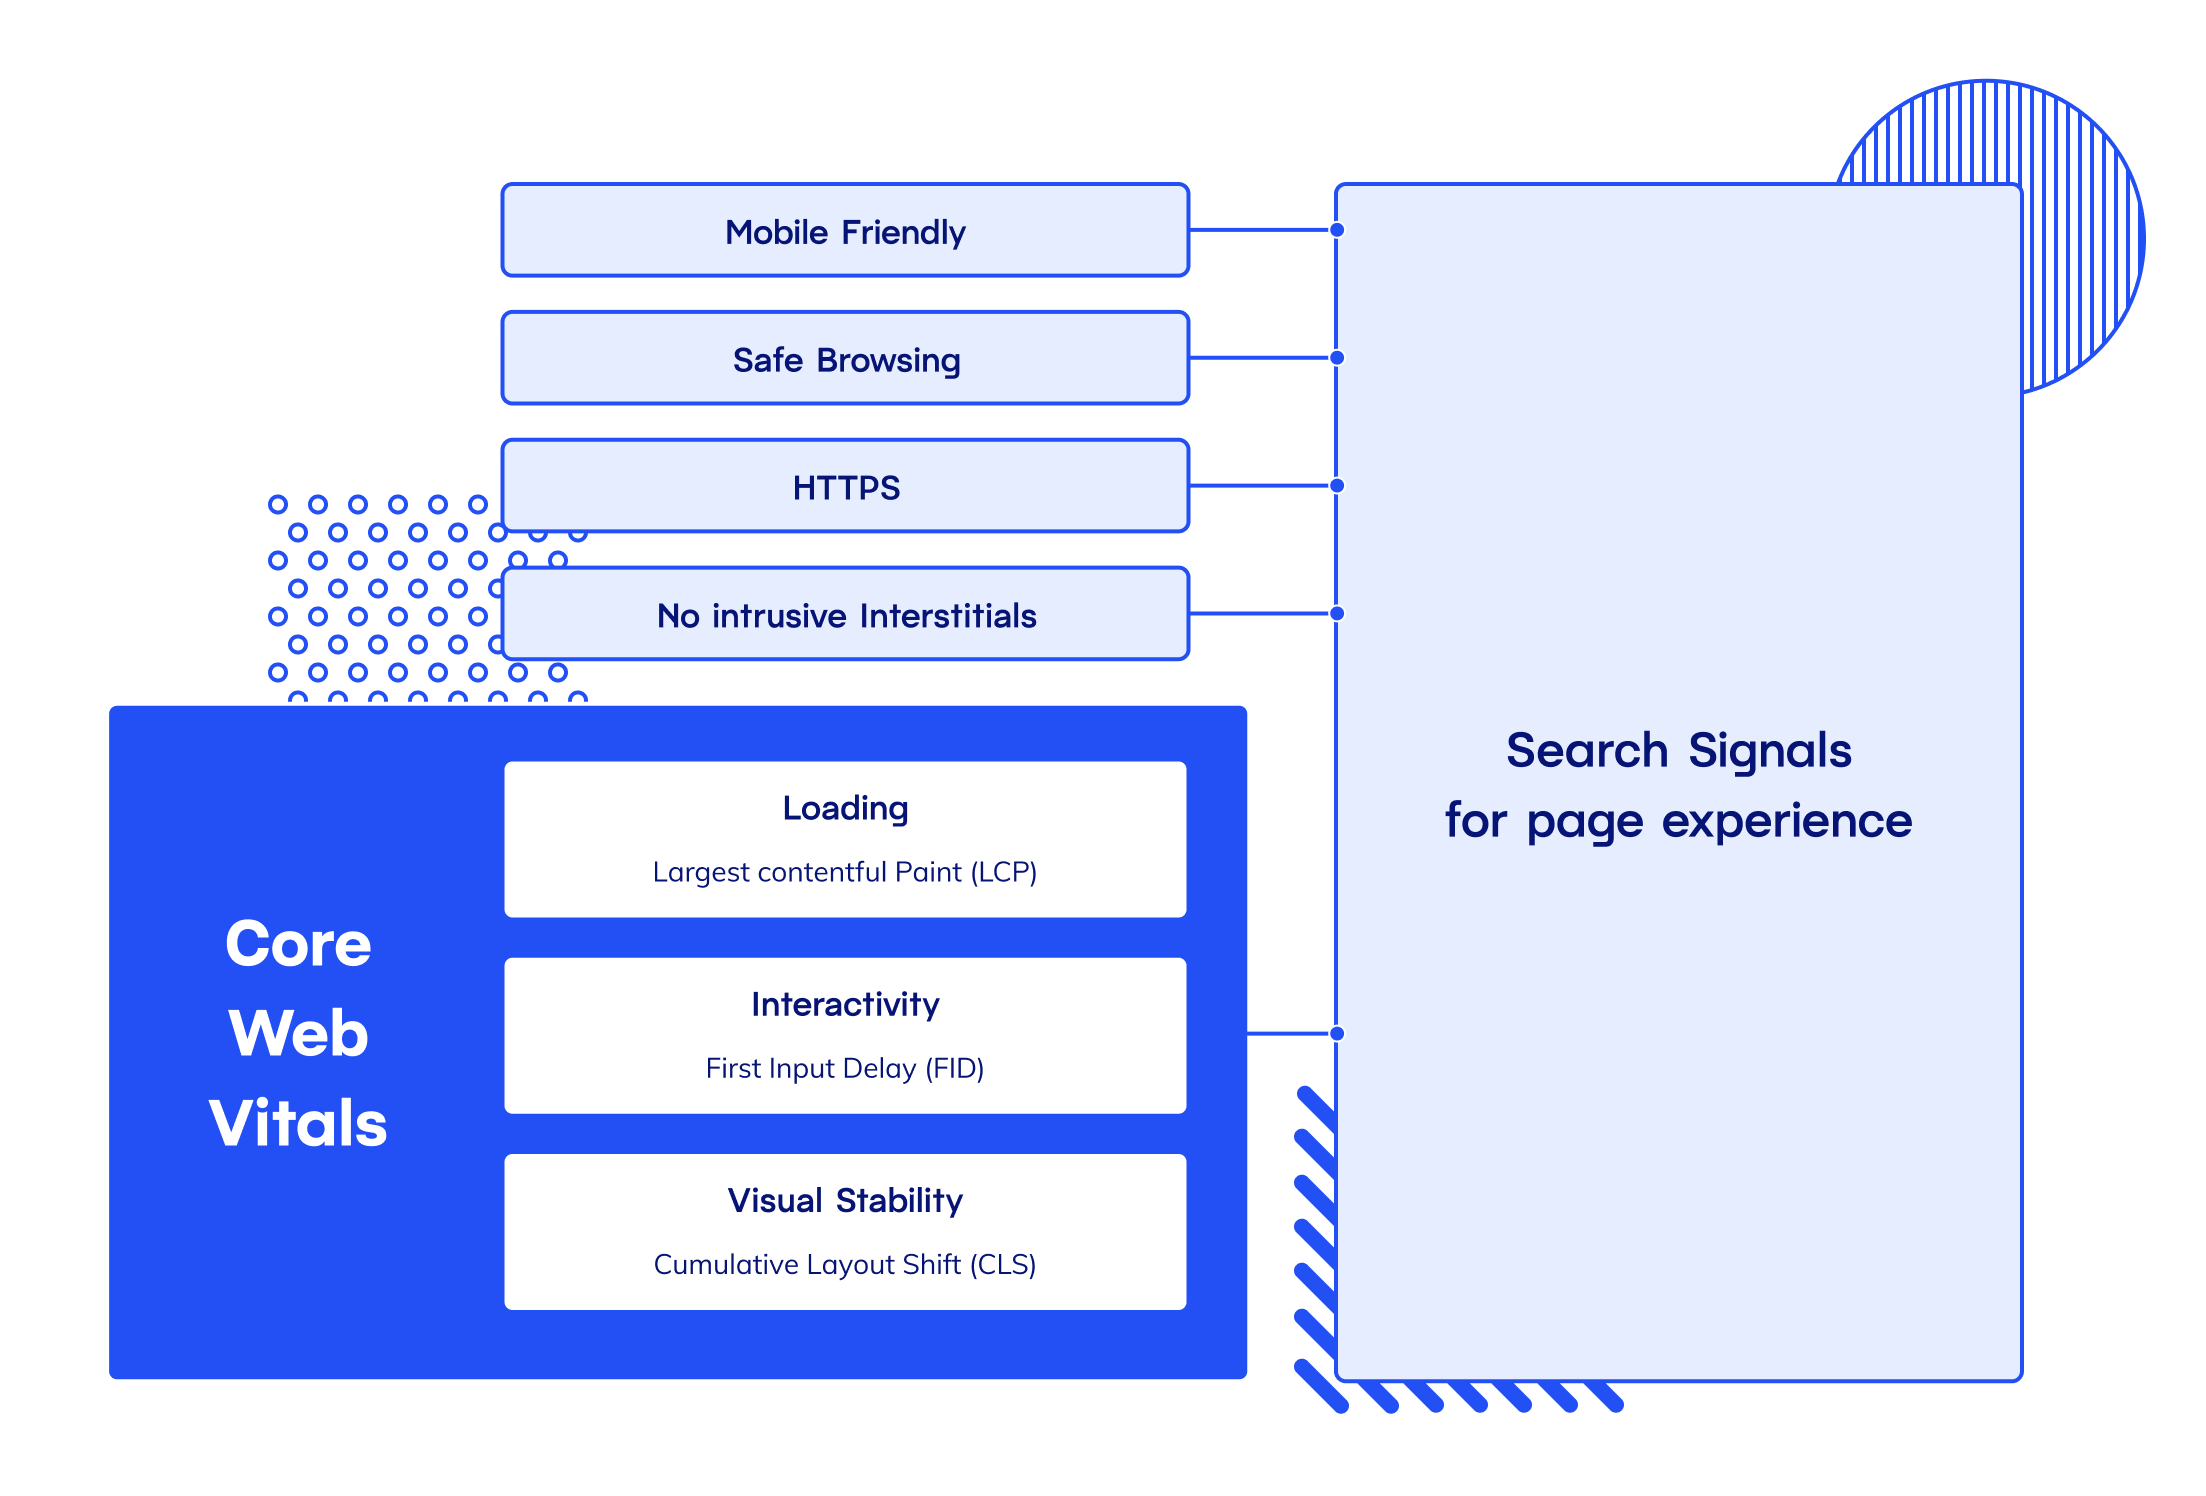 Mobile Friendly
Safe Browsing
HTTPS
No intrusive Interstitials
Core
Web
Vitals
Loading
Largest contentful Paint (LCP)
Interactivity
First Input Delay (FID)
Visual Stability
Cumulative Layout Shift (CLS)
Search Signals
for page experience